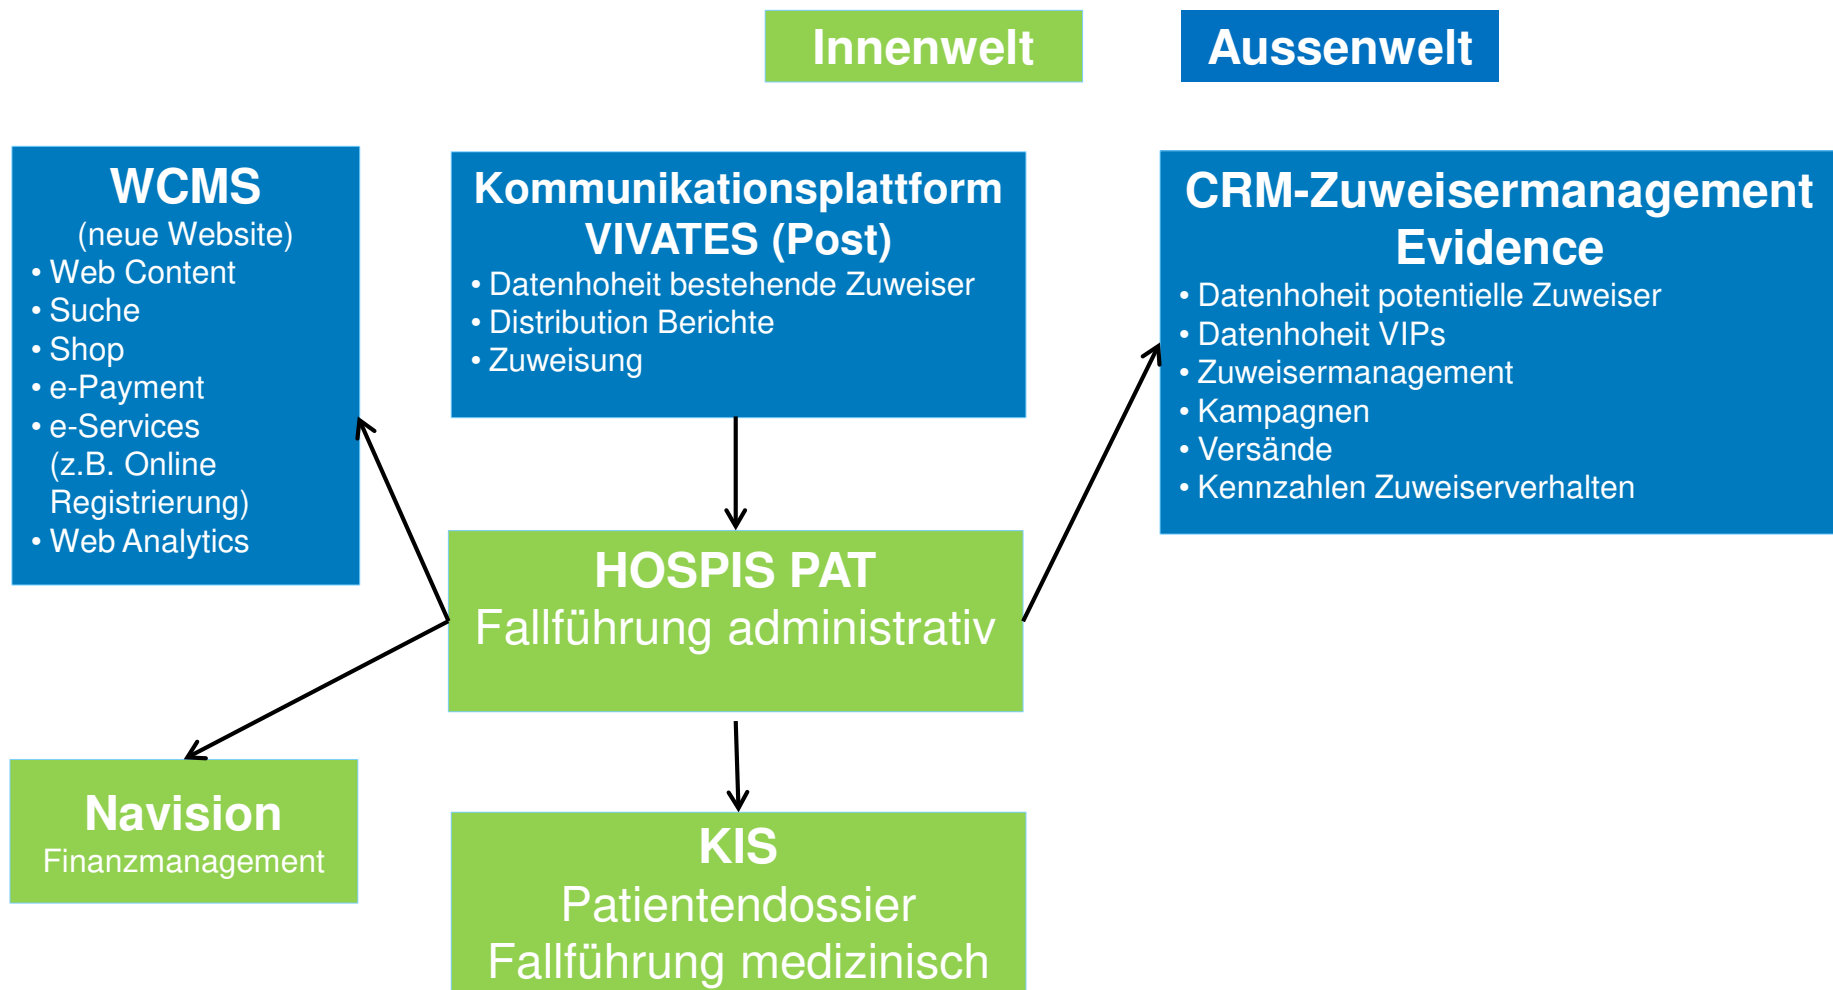 Innenwelt
Aussenwelt
WCMS
(neue Website)
• Web Content
• Suche
• Shop
• e-Payment
• e-Services
(z.B. Online
Registrierung)
• Web Analytics
Kommunikationsplattform
VIVATES (Post)
• Datenhoheit bestehende Zuweiser
• Distribution Berichte
• Zuweisung
CRM-Zuweisermanagement
Evidence
• Datenhoheit potentielle Zuweiser
• Datenhoheit VIPs
• Zuweisermanagement
• Kampagnen
• Versände
• Kennzahlen Zuweiserverhalten
HOSPIS PAT
Fallführung administrativ
Navision
Finanzmanagement
KIS
Patientendossier
Fallführung medizinisch